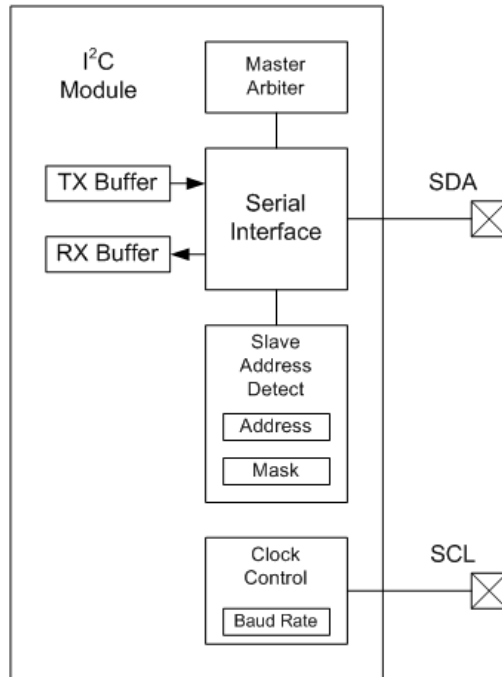 I²C
Module
Master
Arbiter
TX Buffer
RX Buffer
Serial
Interface
SDA
Slave
Address
Detect
Address
Mask
Clock
Control
Baud Rate
SCL